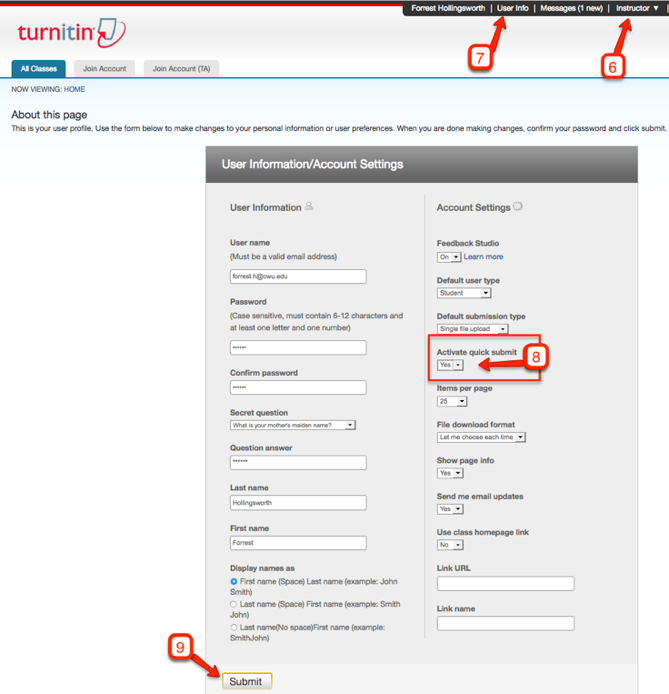 Forrest Hollingsworth | User Info | Messages (1 new) | Instructor ▼ |
turnitin
7
6
All Classes Join Account Join Account (TA)
NOW VIEWING: HOME
About this page
This is your user profile. Use the form below to make changes to your personal information or user preferences. When you are done making changes, confirm your password and click submit.
User Information/Account Settings
User Information
User name
(Must be a valid email address)
forrest.h@owu.edu
Password
(Case sensitive, must contain 6-12 characters and
at least one letter and one number)
••••••
Confirm password
••••••
Secret question
What is your mother's maiden name?
Question answer
••••••
Last name
Hollingsworth
First name
Forrest
Display names as
First name (Space) Last name (example: John
Smith)
Last name (Space) First name (example: Smith
John)
Last name(No space)First name (example:
SmithJohn)
Account Settings
Feedback Studio
On Learn more
Default user type
Student
Default submission type
Single file upload
Activate quick submit
Yes
8
Items per page
25
File download format
Let me choose each time
Show page info
Yes
Send me email updates
Yes
Use class homepage link
No
Link URL
Link name
9
Submit